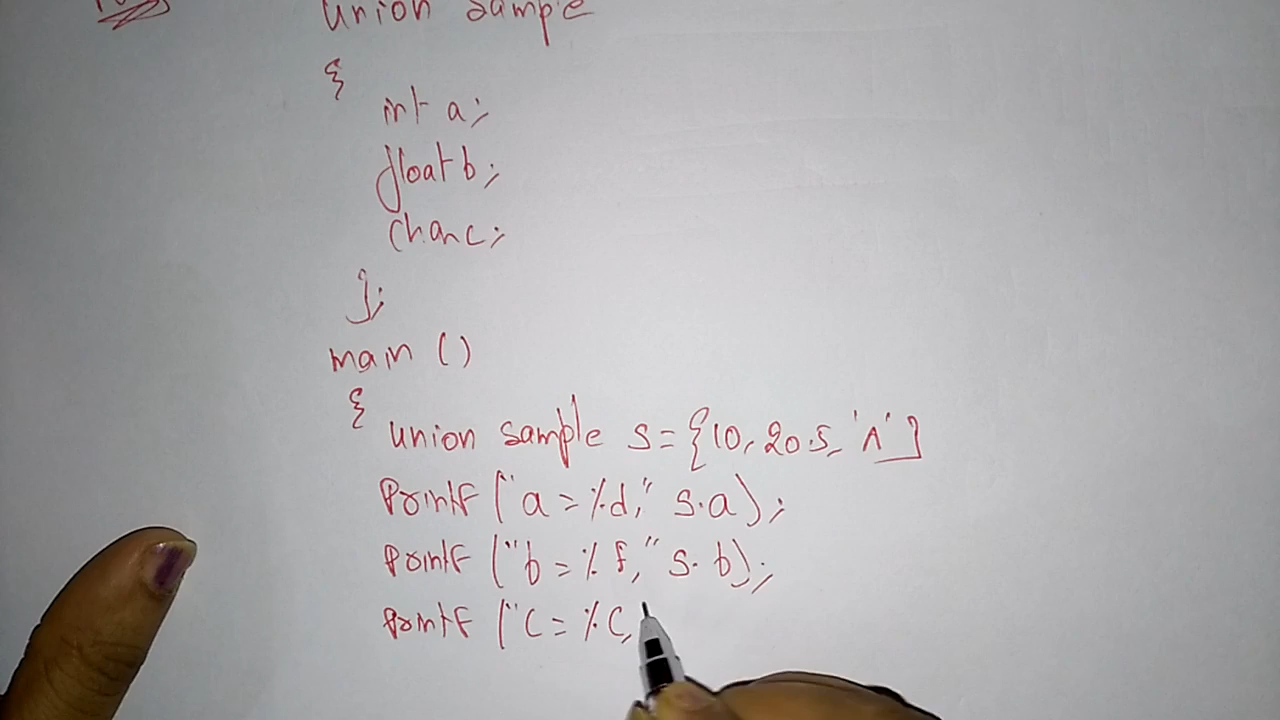 union sample
{
int a;
float b;
char c;
};
main ()
{
union sample s={10, 20.5, 'A'}
Printf ("a=%d," s.a);
Printf ("b=%f," s.b);
Printf ("C=%C,